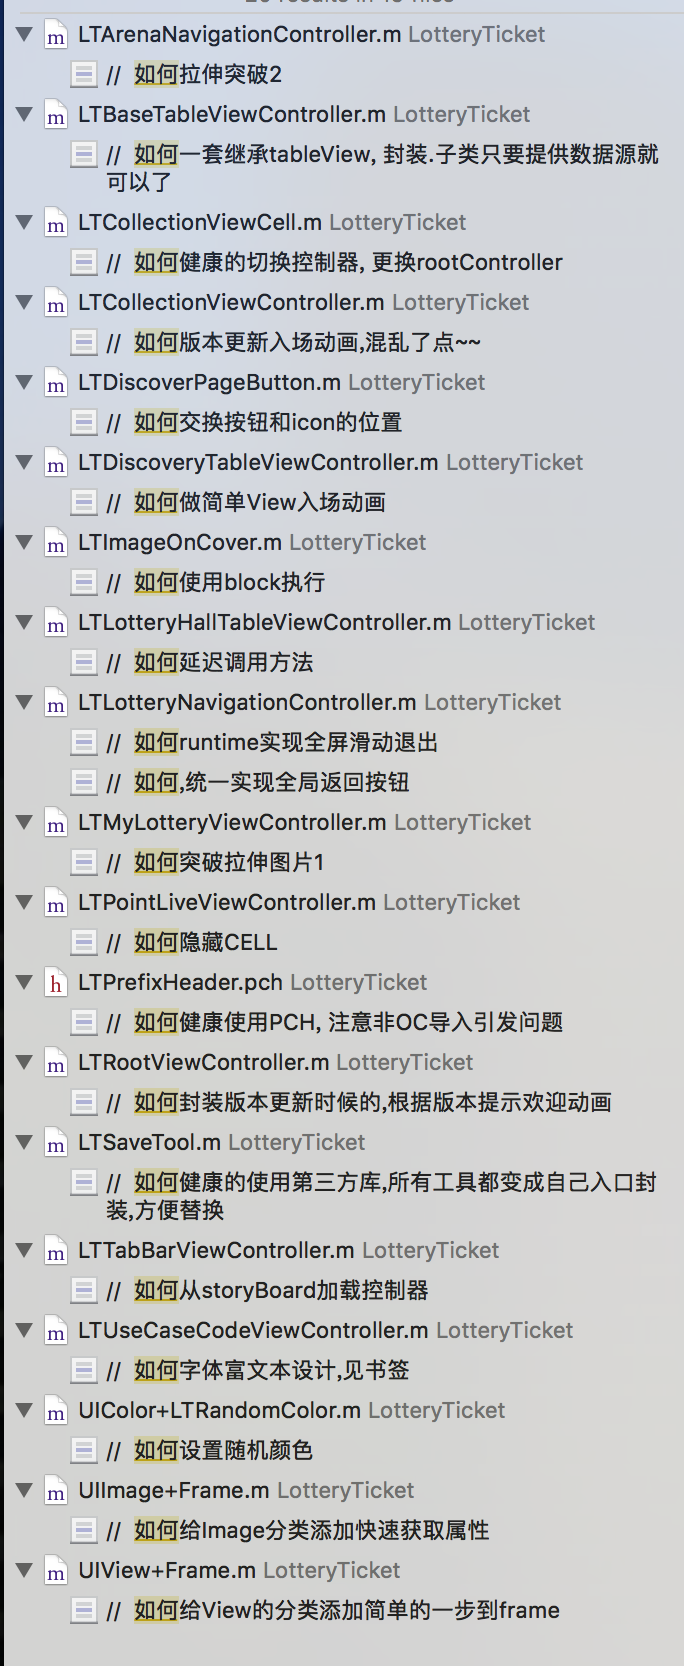 LTArenaNavigationController.m LotteryTicket
// 如何拉伸突破2
LTBaseTableViewController.m LotteryTicket
// 如何一套继承tableView, 封装.子类只要提供数据源就
可以了
LTCollectionViewCell.m LotteryTicket
// 如何健康的切换控制器, 更换rootController
LTCollectionViewController.m LotteryTicket
// 如何版本更新入场动画,混乱了点~~
LTDiscoverPageButton.m LotteryTicket
// 如何交换按钮和icon的位置
LTDiscoveryTableViewController.m LotteryTicket
// 如何做简单View入场动画
LTImageOnCover.m LotteryTicket
// 如何使用block执行
LTLotteryHallTableViewController.m LotteryTicket
// 如何延迟调用方法
LTLotteryNavigationController.m LotteryTicket
// 如何runtime实现全屏滑动退出
// 如何,统一实现全局返回按钮
LTMyLotteryViewController.m LotteryTicket
// 如何突破拉伸图片1
LTPointLiveViewController.m LotteryTicket
// 如何隐藏CELL
LTPrefixHeader.pch LotteryTicket
// 如何健康使用PCH, 注意非OC导入引发问题
LTRootViewController.m LotteryTicket
// 如何封装版本更新时候的,根据版本提示欢迎动画
LTSaveTool.m LotteryTicket
// 如何健康的使用第三方库,所有工具都变成自己入口封
装,方便替换
LTTabBarViewController.m LotteryTicket
// 如何从storyBoard加载控制器
LTUseCaseCodeViewController.m LotteryTicket
// 如何字体富文本设计,见书签
UIColor+LTRandomColor.m LotteryTicket
// 如何设置随机颜色
UIImage+Frame.m LotteryTicket
// 如何给Image分类添加快速获取属性
UIView+Frame.m LotteryTicket
// 如何给View的分类添加简单的一步到frame